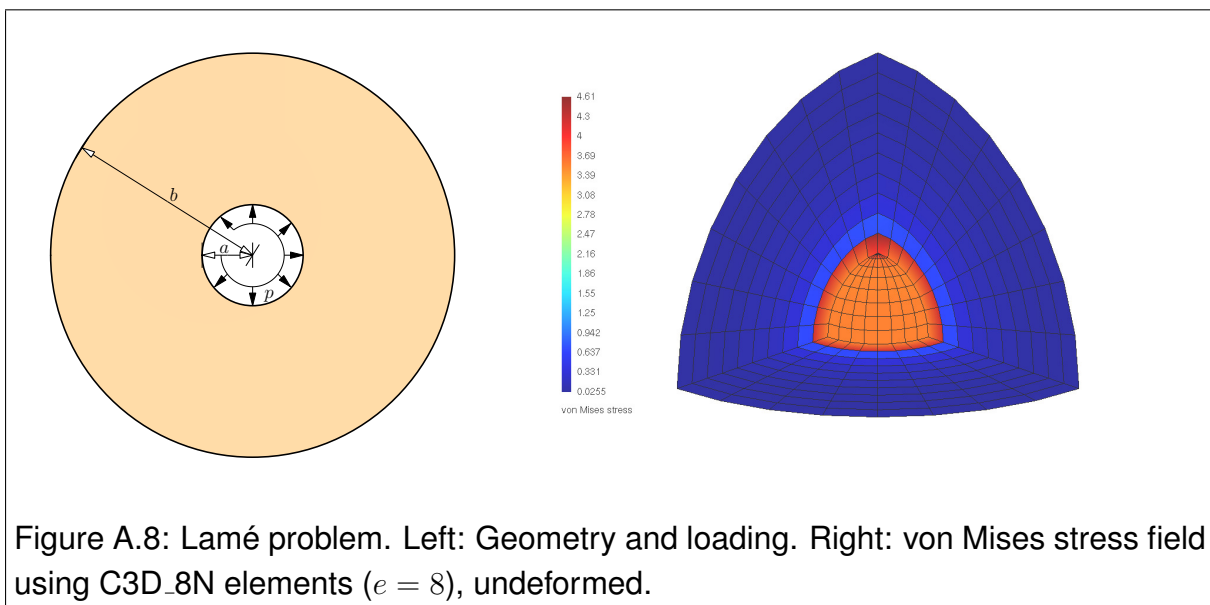 b
a
p
4.61
4.3
4
3.69
3.39
3.08
2.78
2.47
2.16
1.86
1.55
1.25
0.942
0.637
0.331
0.0255
von Mises stress
Figure A.8: Lamé problem. Left: Geometry and loading. Right: von Mises stress field
using C3D_8N elements (e = 8), undeformed.